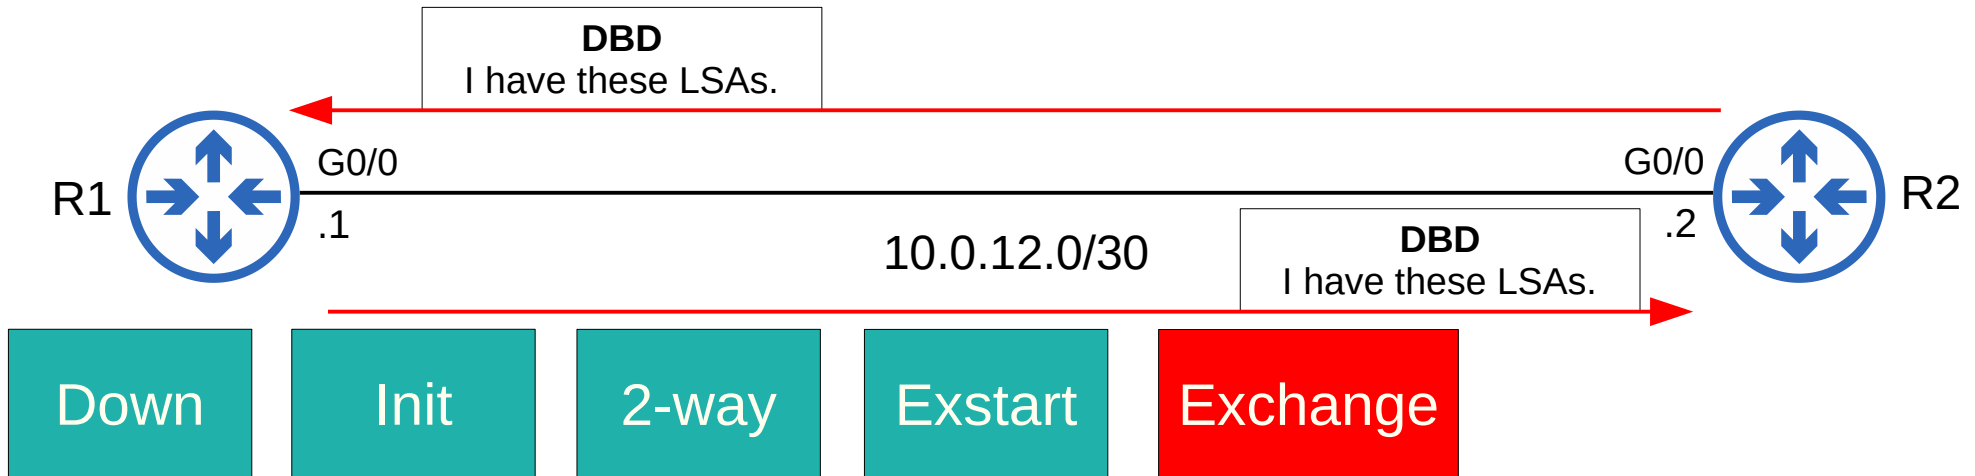 DBD
I have these LSAs.
G0/0
G0/0
R1
R2
.1
.2
10.0.12.0/30
DBD
I have these LSAs.
Down
Init
2-way
Exstart
Exchange